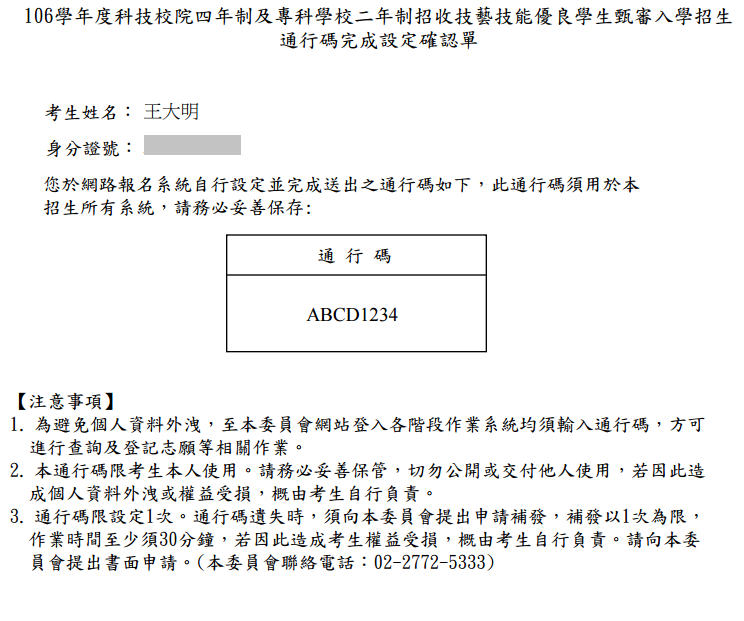 106學年度科技校院四年制及專科學校二年制招收技藝技能優良學生甄審入學招生
通行碼完成設定確認單
考生姓名： 王大明
身分證號：
您於網路報名系統自行設定並完成送出之通行碼如下，此通行碼須用於本
招生所有系統，請務必妥善保存:
通 行 碼
ABCD1234
【注意事項】
1. 為避免個人資料外洩，至本委員會網站登入各階段作業系統均須輸入通行碼，方可
進行查詢及登記志願等相關作業。
2. 本通行碼限考生本人使用。請務必妥善保管，切勿公開或交付他人使用，若因此造
成個人資料外洩或權益受損，概由考生自行負責。
3. 通行碼限設定1次。通行碼遺失時，須向本委員會提出申請補發，補發以1次為限，
作業時間至少須30分鐘，若因此造成考生權益受損，概由考生自行負責。請向本委
員會提出書面申請。(本委員會聯絡電話：02-2772-5333)